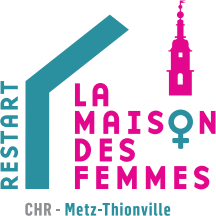 RESTART
LA
MAISON
DES
FEMMES
CHR - Metz-Thionville